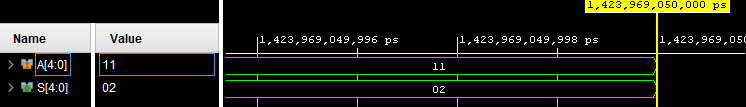 1,423,969,050,000 ps
Name Value
1,423,969,049,996 ps 1,423,969,049,998 ps 1,423,969,050
A[4:0] 11 11
S[4:0] 02 02